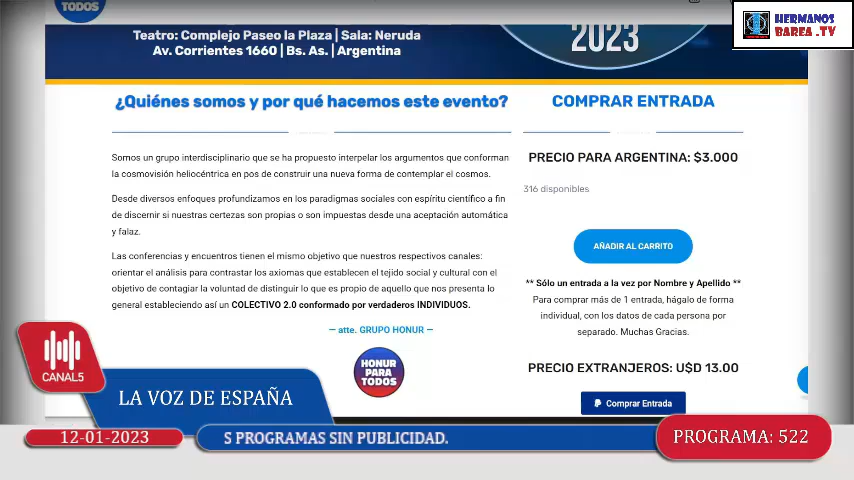 TODOS
Teatro: Complejo Paseo la Plaza | Sala: Neruda
Av. Corrientes 1660 | Bs. As. | Argentina
2023
HERMANOS
BAREA .TV
¿Quiénes somos y por qué hacemos este evento?
Somos un grupo interdisciplinario que se ha propuesto interpelar los argumentos que conforman
la cosmovisión heliocéntrica en pos de construir una nueva forma de contemplar el cosmos.
Desde diversos enfoques profundizamos en los paradigmas sociales con espíritu científico a fin
de discernir si nuestras certezas son propias o son impuestas desde una aceptación automática
y falaz.
Las conferencias y encuentros tienen el mismo objetivo que nuestros respectivos canales:
orientar el análisis para contrastar los axiomas que establecen el tejido social y cultural con el
objetivo de contagiar la voluntad de distinguir lo que es propio de aquello que nos presenta lo
general estableciendo así un COLECTIVO 2.0 conformado por verdaderos INDIVIDUOS.
— atte. GRUPO HONUR —
HONUR
PARA
TODOS
COMPRAR ENTRADA
PRECIO PARA ARGENTINA: $3.000
316 disponibles
AÑADIR AL CARRITO
** Sólo un entrada a la vez por Nombre y Apellido **
Para comprar más de 1 entrada, hágalo de forma
individual, con los datos de cada persona por
separado. Muchas Gracias.
PRECIO EXTRANJEROS: U$D 13.00
Comprar Entrada
CANAL5
LA VOZ DE ESPAÑA
12-01-2023
S PROGRAMAS SIN PUBLICIDAD.
PROGRAMA: 522